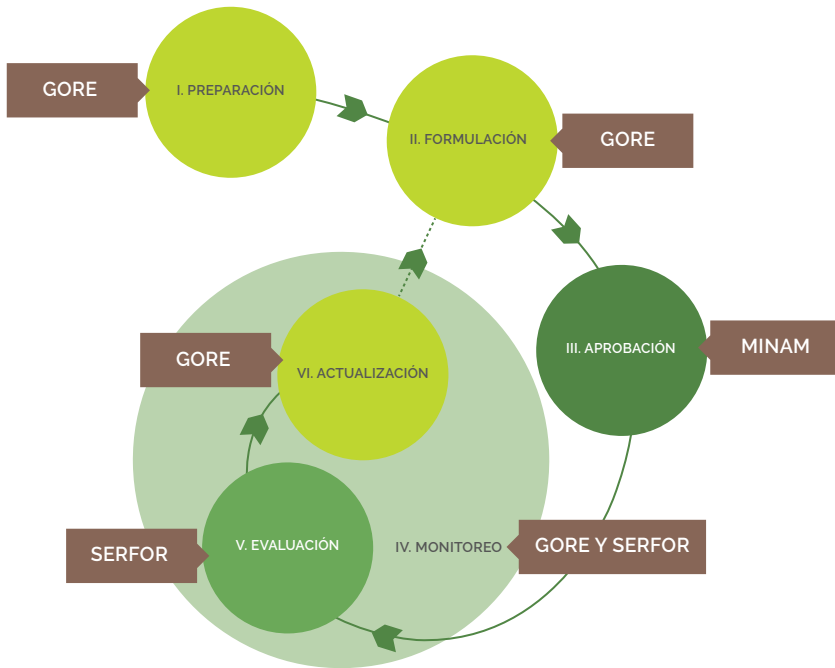 GORE
I. PREPARACIÓN
II. FORMULACIÓN
GORE
III. APROBACIÓN
MINAM
GORE
VI. ACTUALIZACIÓN
SERFOR
V. EVALUACIÓN
IV. MONITOREO
GORE Y SERFOR